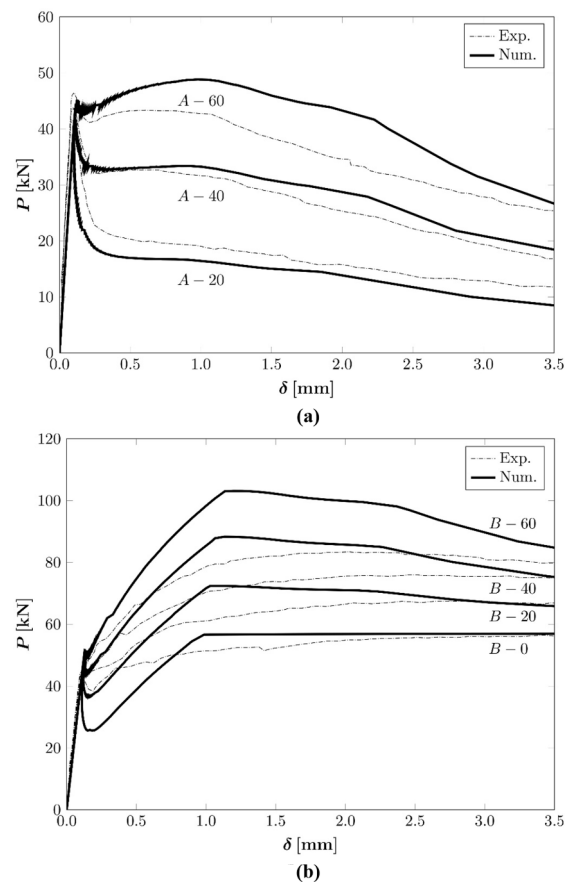 60
50
40
30
20
10
0
P [kN]
Exp.
Num.
A − 60
A − 40
A − 20
0.0 0.5 1.0 1.5 2.0 2.5 3.0 3.5
δ [mm]
(a)
120
100
80
60
40
20
0
P [kN]
Exp.
Num.
B − 60
B − 40
B − 20
B − 0
0.0 0.5 1.0 1.5 2.0 2.5 3.0 3.5
δ [mm]
(b)